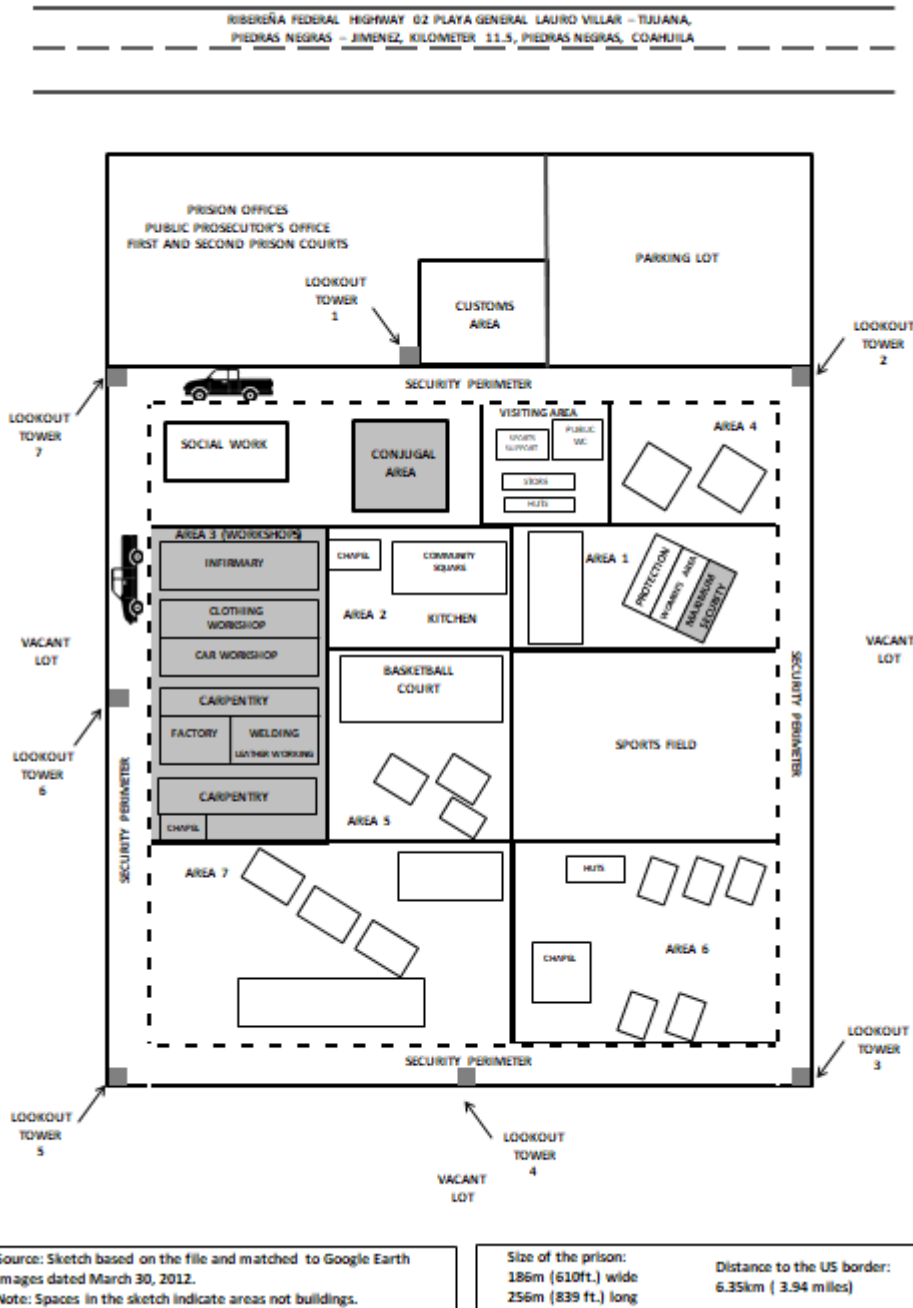 RIBEREÑA FEDERAL HIGHWAY 02 PLAYA GENERAL LAURO VILLAR – TIJUANA,
PIEDRAS NEGRAS – JIMENEZ, KILOMETER 11.5, PIEDRAS NEGRAS, COAHUILA
PRISION OFFICES
PUBLIC PROSECUTOR'S OFFICE
FIRST AND SECOND PRISON COURTS
PARKING LOT
LOOKOUT
TOWER
1
CUSTOMS
AREA
LOOKOUT
TOWER
2
SECURITY PERIMETER
LOOKOUT
TOWER
7
SOCIAL WORK
CONJUGAL
AREA
VISITING AREA
SPORTS
SUPPORT
PUBLIC
WC
STORE
HUTS
AREA 4
AREA 3 (WORKSHOPS)
INFIRMARY
CLOTHING
WORKSHOP
CAR WORKSHOP
CARPENTRY
FACTORY
WELDING
LEATHER WORKING
CARPENTRY
CHAPEL
CHAPEL
COMMUNITY
SQUARE
AREA 2
KITCHEN
AREA 1
PROTECTION
WOMEN'S AREA
MAXIMUM
SECURITY
VACANT
LOT
VACANT
LOT
BASKETBALL
COURT
SPORTS FIELD
SECURITY PERIMETER
LOOKOUT
TOWER
6
SECURITY PERIMETER
AREA 5
AREA 7
HUTS
AREA 6
CHAPEL
SECURITY PERIMETER
LOOKOUT
TOWER
3
LOOKOUT
TOWER
5
LOOKOUT
TOWER
4
VACANT
LOT
Source: Sketch based on the file and matched to Google Earth
images dated March 30, 2012.
Note: Spaces in the sketch indicate areas not buildings.
Size of the prison:
186m (610ft.) wide
256m (839 ft.) long
Distance to the US border:
6.35km ( 3.94 miles)